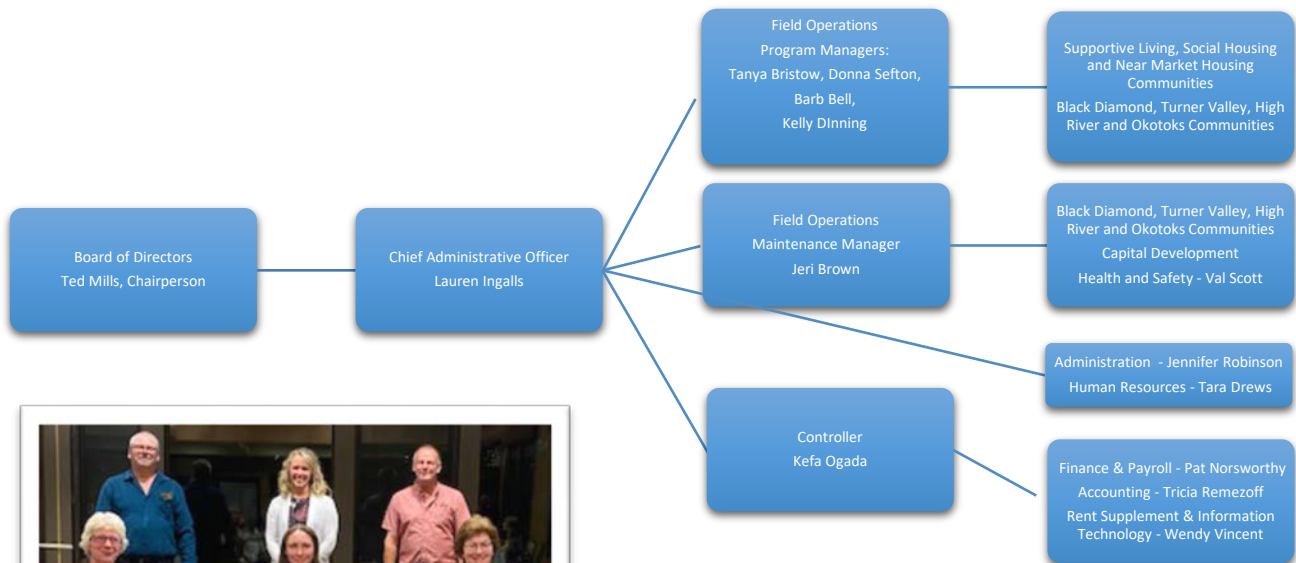 Board of Directors
Ted Mills, Chairperson
Chief Administrative Officer
Lauren Ingalls
Field Operations
Program Managers:
Tanya Bristow, Donna Sefton,
Barb Bell,
Kelly DInning
Supportive Living, Social Housing
and Near Market Housing
Communities
Black Diamond, Turner Valley, High
River and Okotoks Communities
Field Operations
Maintenance Manager
Jeri Brown
Black Diamond, Turner Valley, High
River and Okotoks Communities
Capital Development
Health and Safety - Val Scott
Administration - Jennifer Robinson
Human Resources - Tara Drews
Controller
Kefa Ogada
Finance & Payroll - Pat Norsworthy
Accounting - Tricia Remezoff
Rent Supplement & Information
Technology - Wendy Vincent